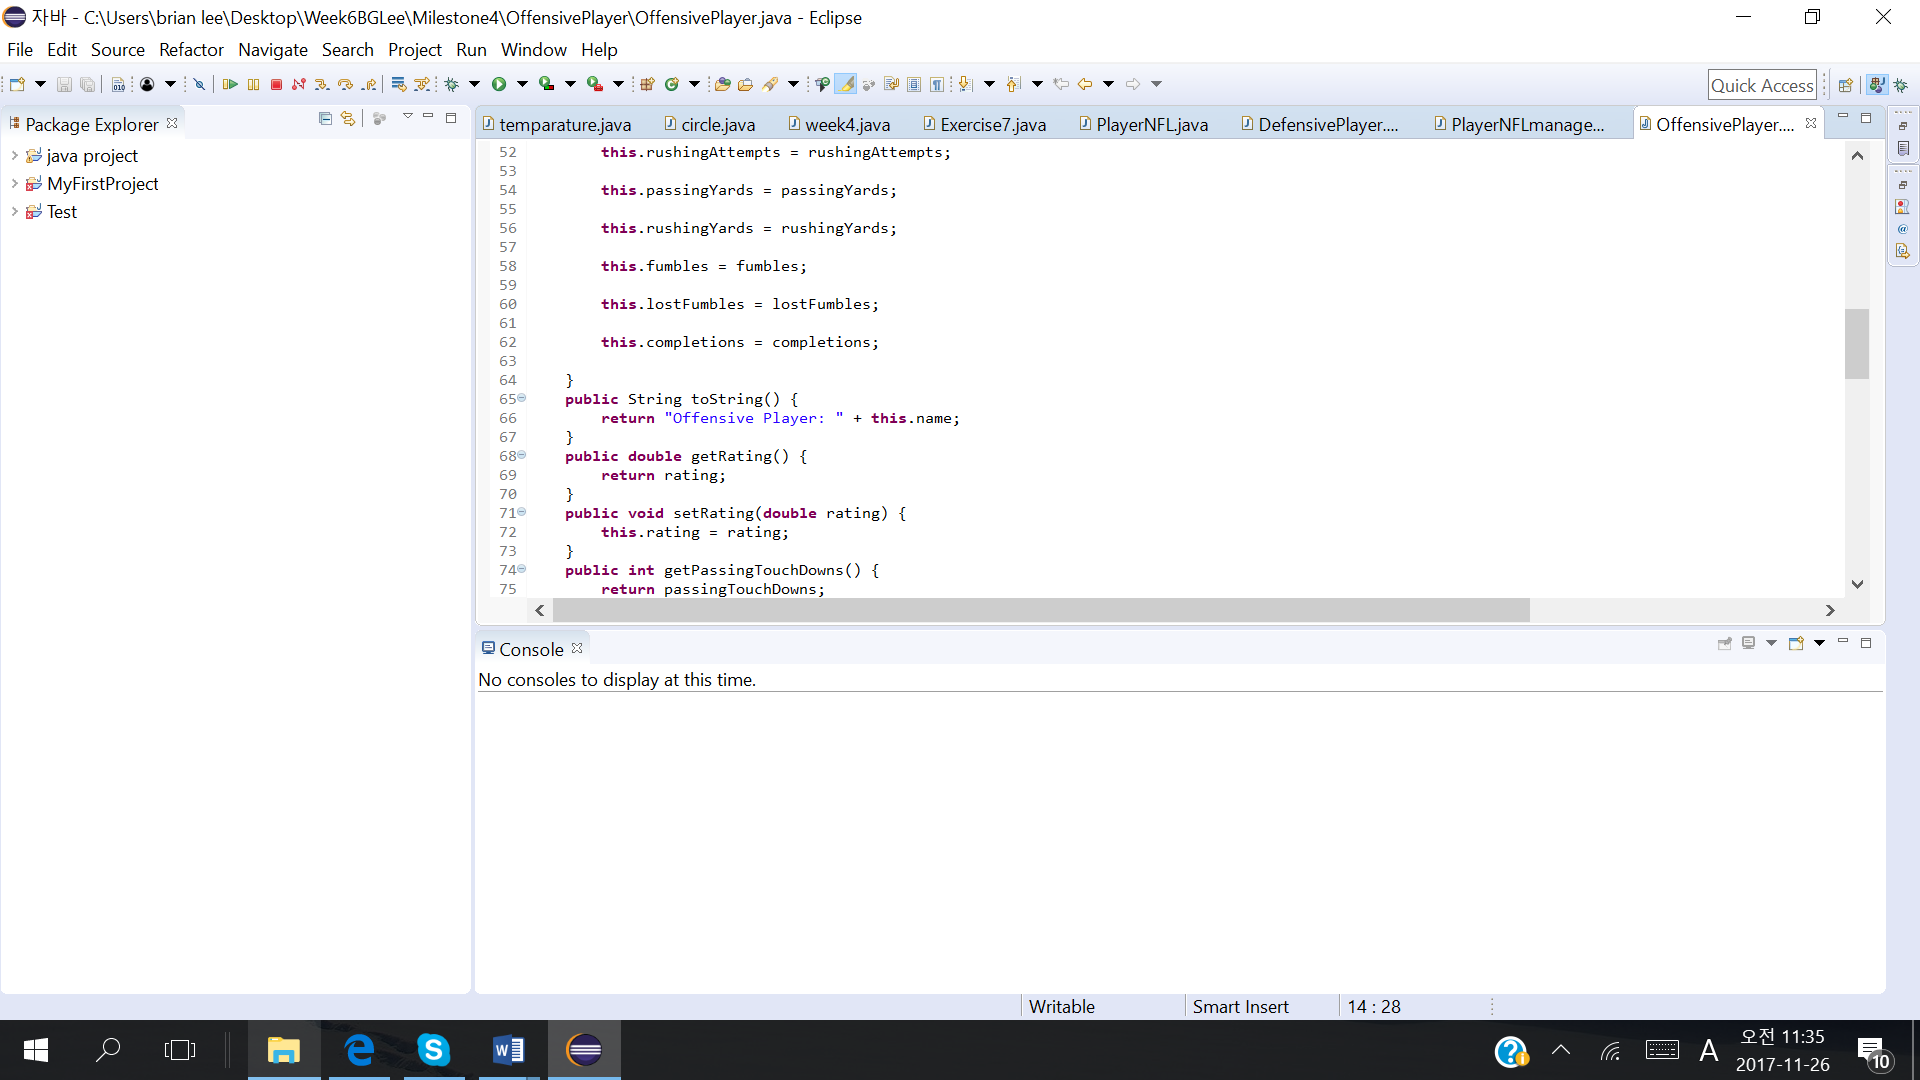 자바 - C:\Users\brian lee\Desktop\Week6BGLee\Milestone4\OffensivePlayer\OffensivePlayer.java - Eclipse
File Edit Source Refactor Navigate Search Project Run Window Help
Quick Access
Package Explorer
java project
MyFirstProject
Test
temparature.java circle.java week4.java Exercise7.java PlayerNFL.java DefensivePlayer.... PlayerNFLmanage... OffensivePlayer....
52 this.rushingAttempts = rushingAttempts;
53
54 this.passingYards = passingYards;
55
56 this.rushingYards = rushingYards;
57
58 this.fumbles = fumbles;
59
60 this.lostFumbles = lostFumbles;
61
62 this.completions = completions;
63
64 }
65 public String toString() {
66 return "Offensive Player: " + this.name;
67 }
68 public double getRating() {
69 return rating;
70 }
71 public void setRating(double rating) {
72 this.rating = rating;
73 }
74 public int getPassingTouchDowns() {
75 return passingTouchDowns;
Console
No consoles to display at this time.
Writable Smart Insert 14 : 28
A
오전 11:35
2017-11-26
10